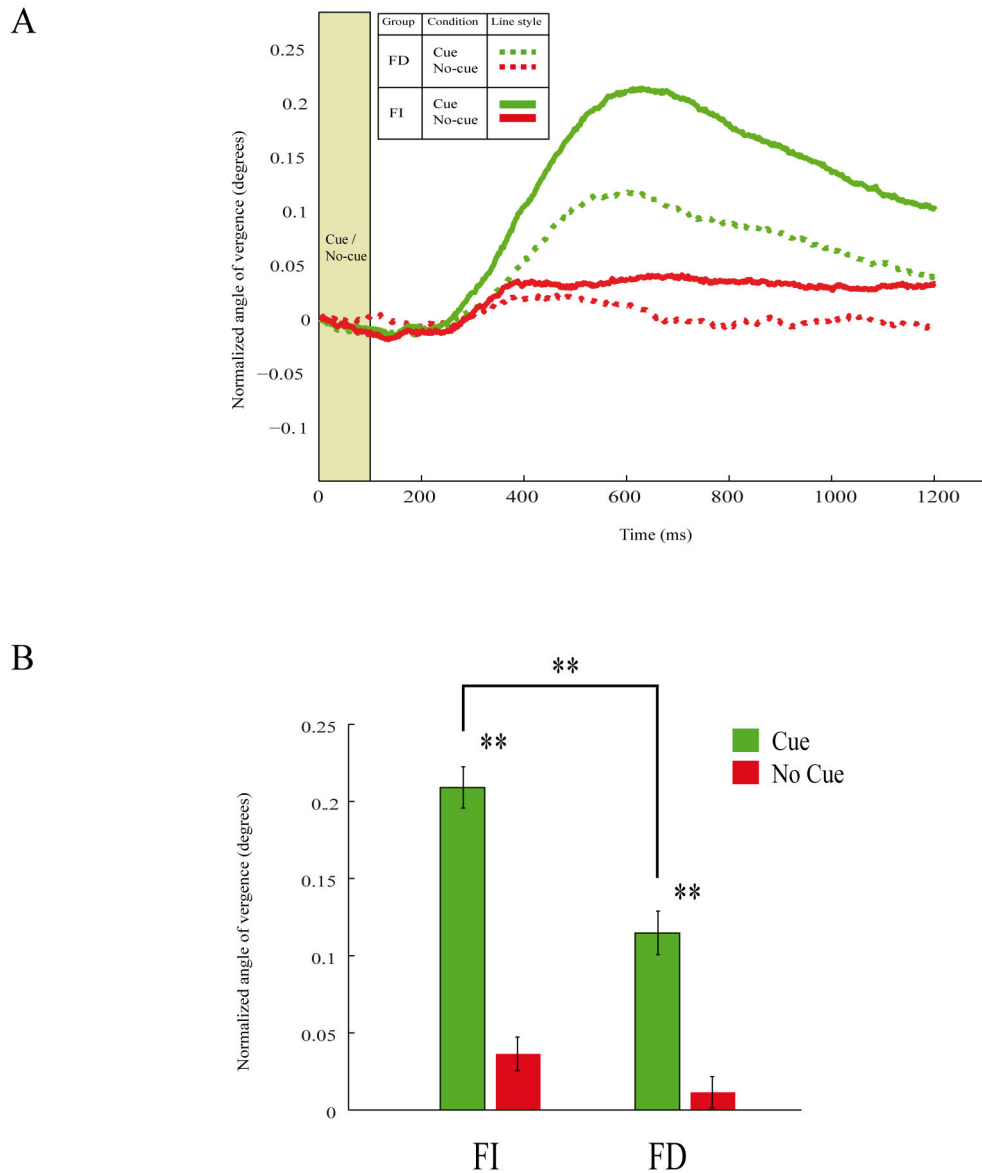 A
Group Condition Line style
FD Cue
No-cue
FI Cue
No-cue
Normalized angle of vergence (degrees)
0.25
0.2
0.15
0.1
0.05
0
−0.05
−0.1
Cue /
No-cue
0 200 400 600 800 1000 1200
Time (ms)
B
**
** 
**
Cue
No Cue
Normalized angle of vergence (degrees)
0.25
0.2
0.15
0.1
0.05
0
FI FD